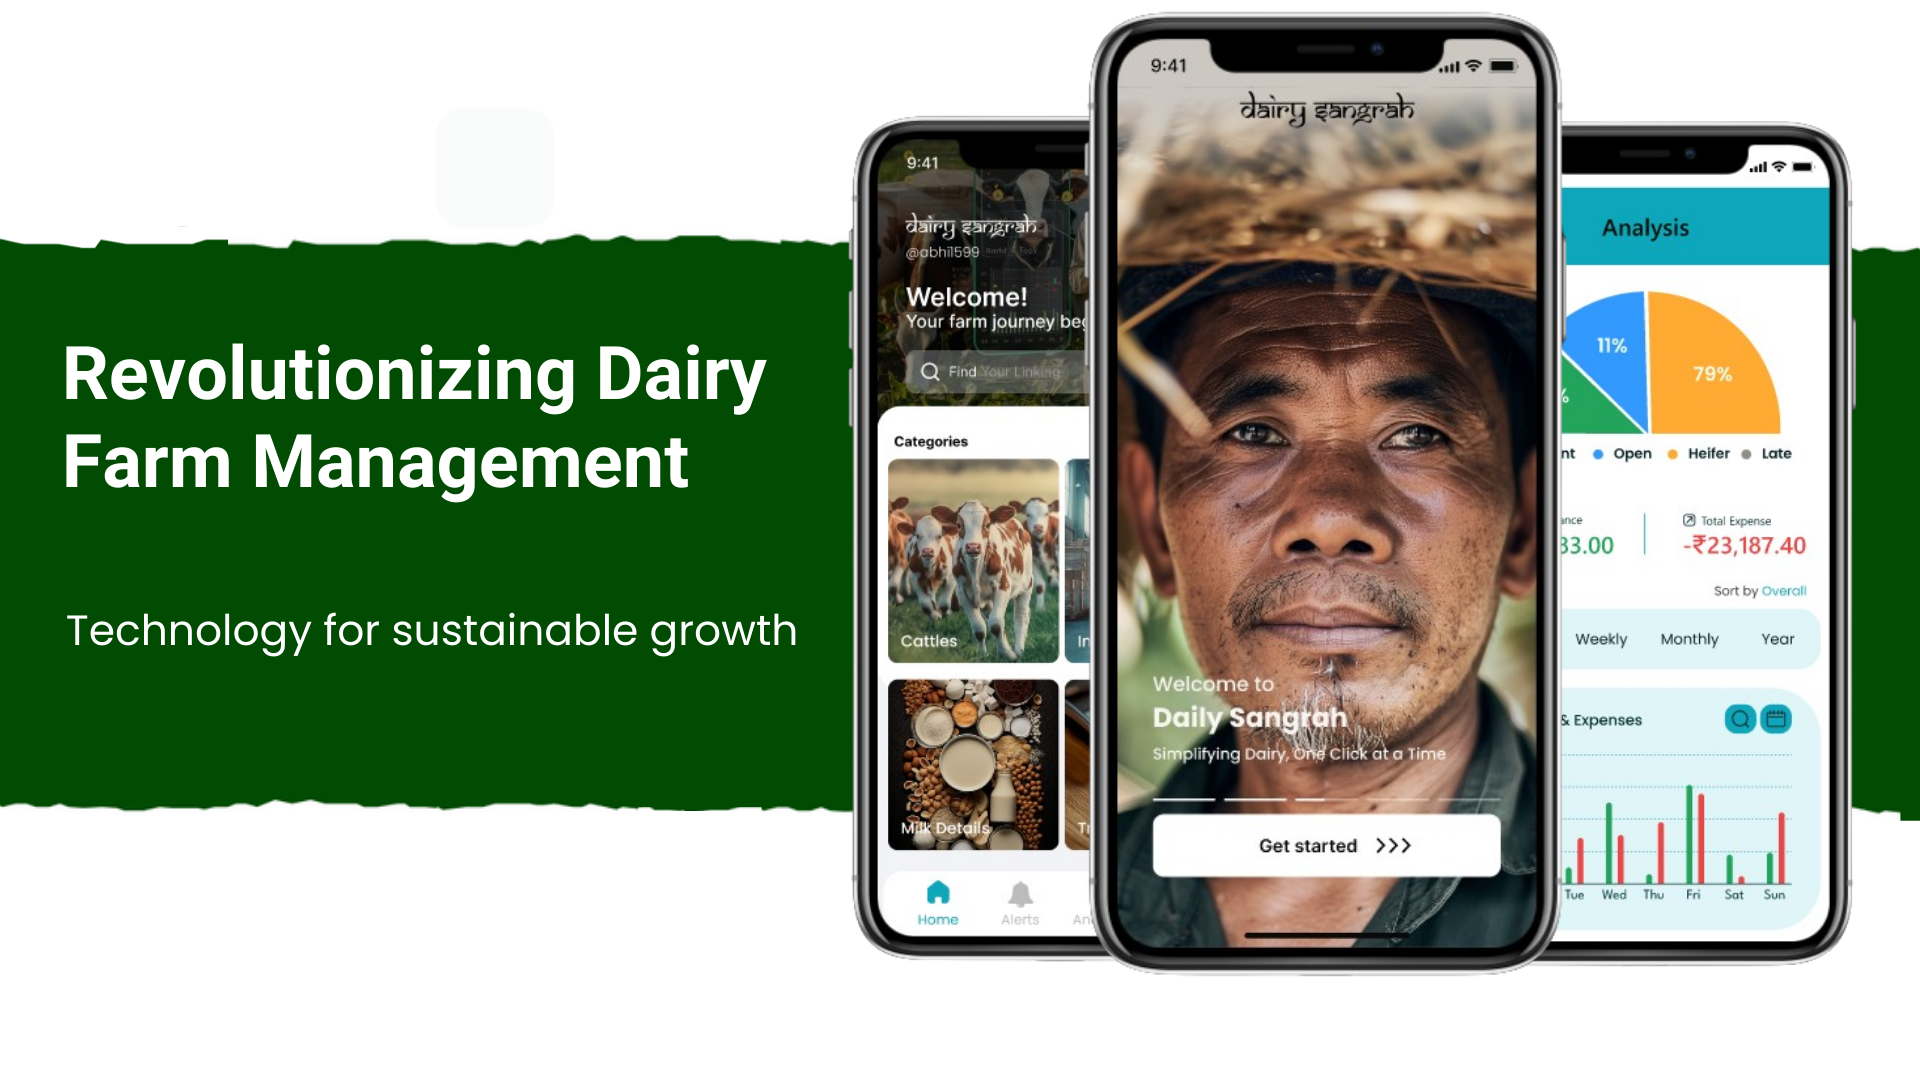 Revolutionizing Dairy
Farm Management
Technology for sustainable growth
9:41
dairy sangrah
@abhi1599
Welcome!
Your farm journey beg
Find Your Linking
Categories
Cattles
In
Milk Details
Tr
Home
Alerts
An
9:41
dairy sangrah
Welcome to
Daily Sangrah
Simplifying Dairy, One Click at a Time
Get started >>>
Analysis
11%
79%
%
nt
Open
Heifer
Late
ance
Total Expense
33.00
-₹23,187.40
Sort by Overall
Weekly
Monthly
Year
& Expenses
Tue
Wed
Thu
Fri
Sat
Sun